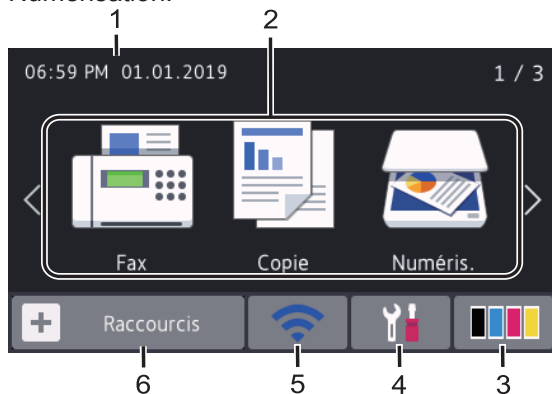 1 2
06:59 PM 01.01.2019 1 / 3
Fax Copie Numéris.
Raccourcis
6 5 4 3